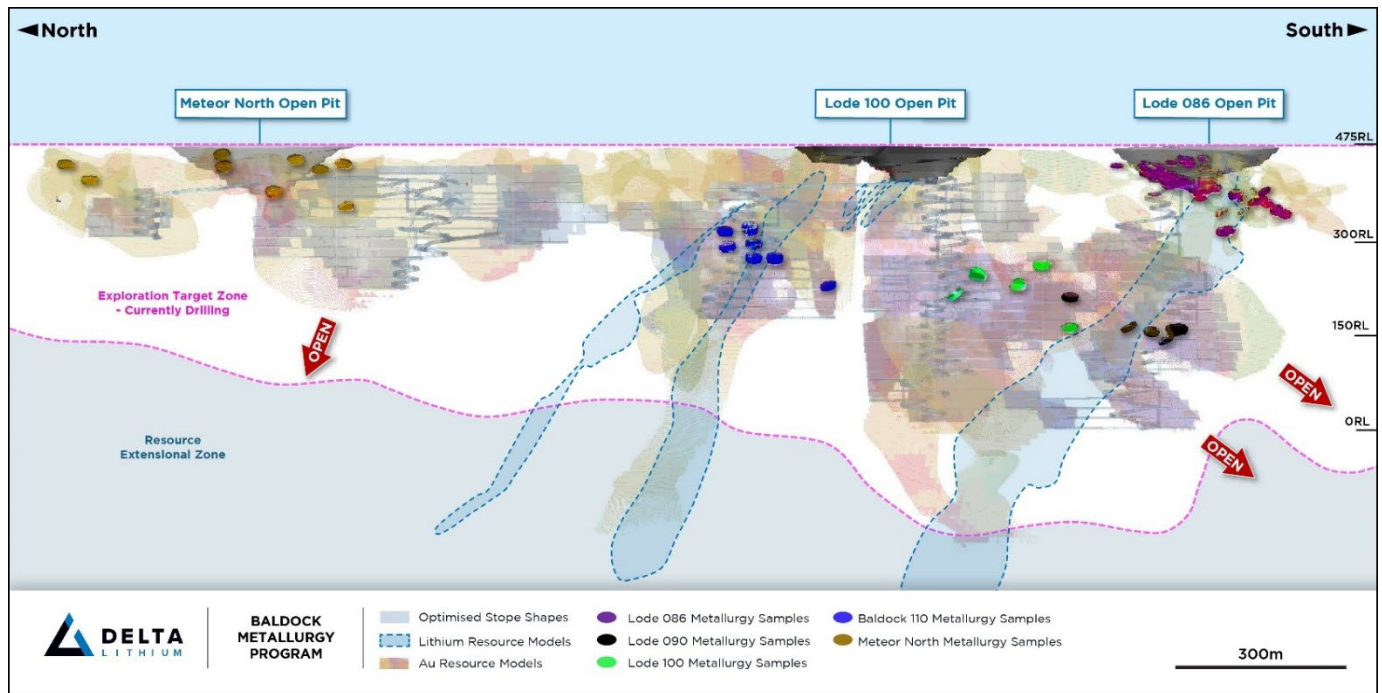 North
South
Meteor North Open Pit
Lode 100 Open Pit
Lode 086 Open Pit
475RL
300RL
Exploration Target Zone
- Currently Drilling
OPEN
150RL
OPEN
0RL
Resource
Extensional Zone
OPEN
DELTA
LITHIUM
BALDOCK
METALLURGY
PROGRAM
Optimised Stope Shapes
Lithium Resource Models
Au Resource Models
Lode 086 Metallurgy Samples
Lode 090 Metallurgy Samples
Lode 100 Metallurgy Samples
Baldock 110 Metallurgy Samples
Meteor North Metallurgy Samples
300m